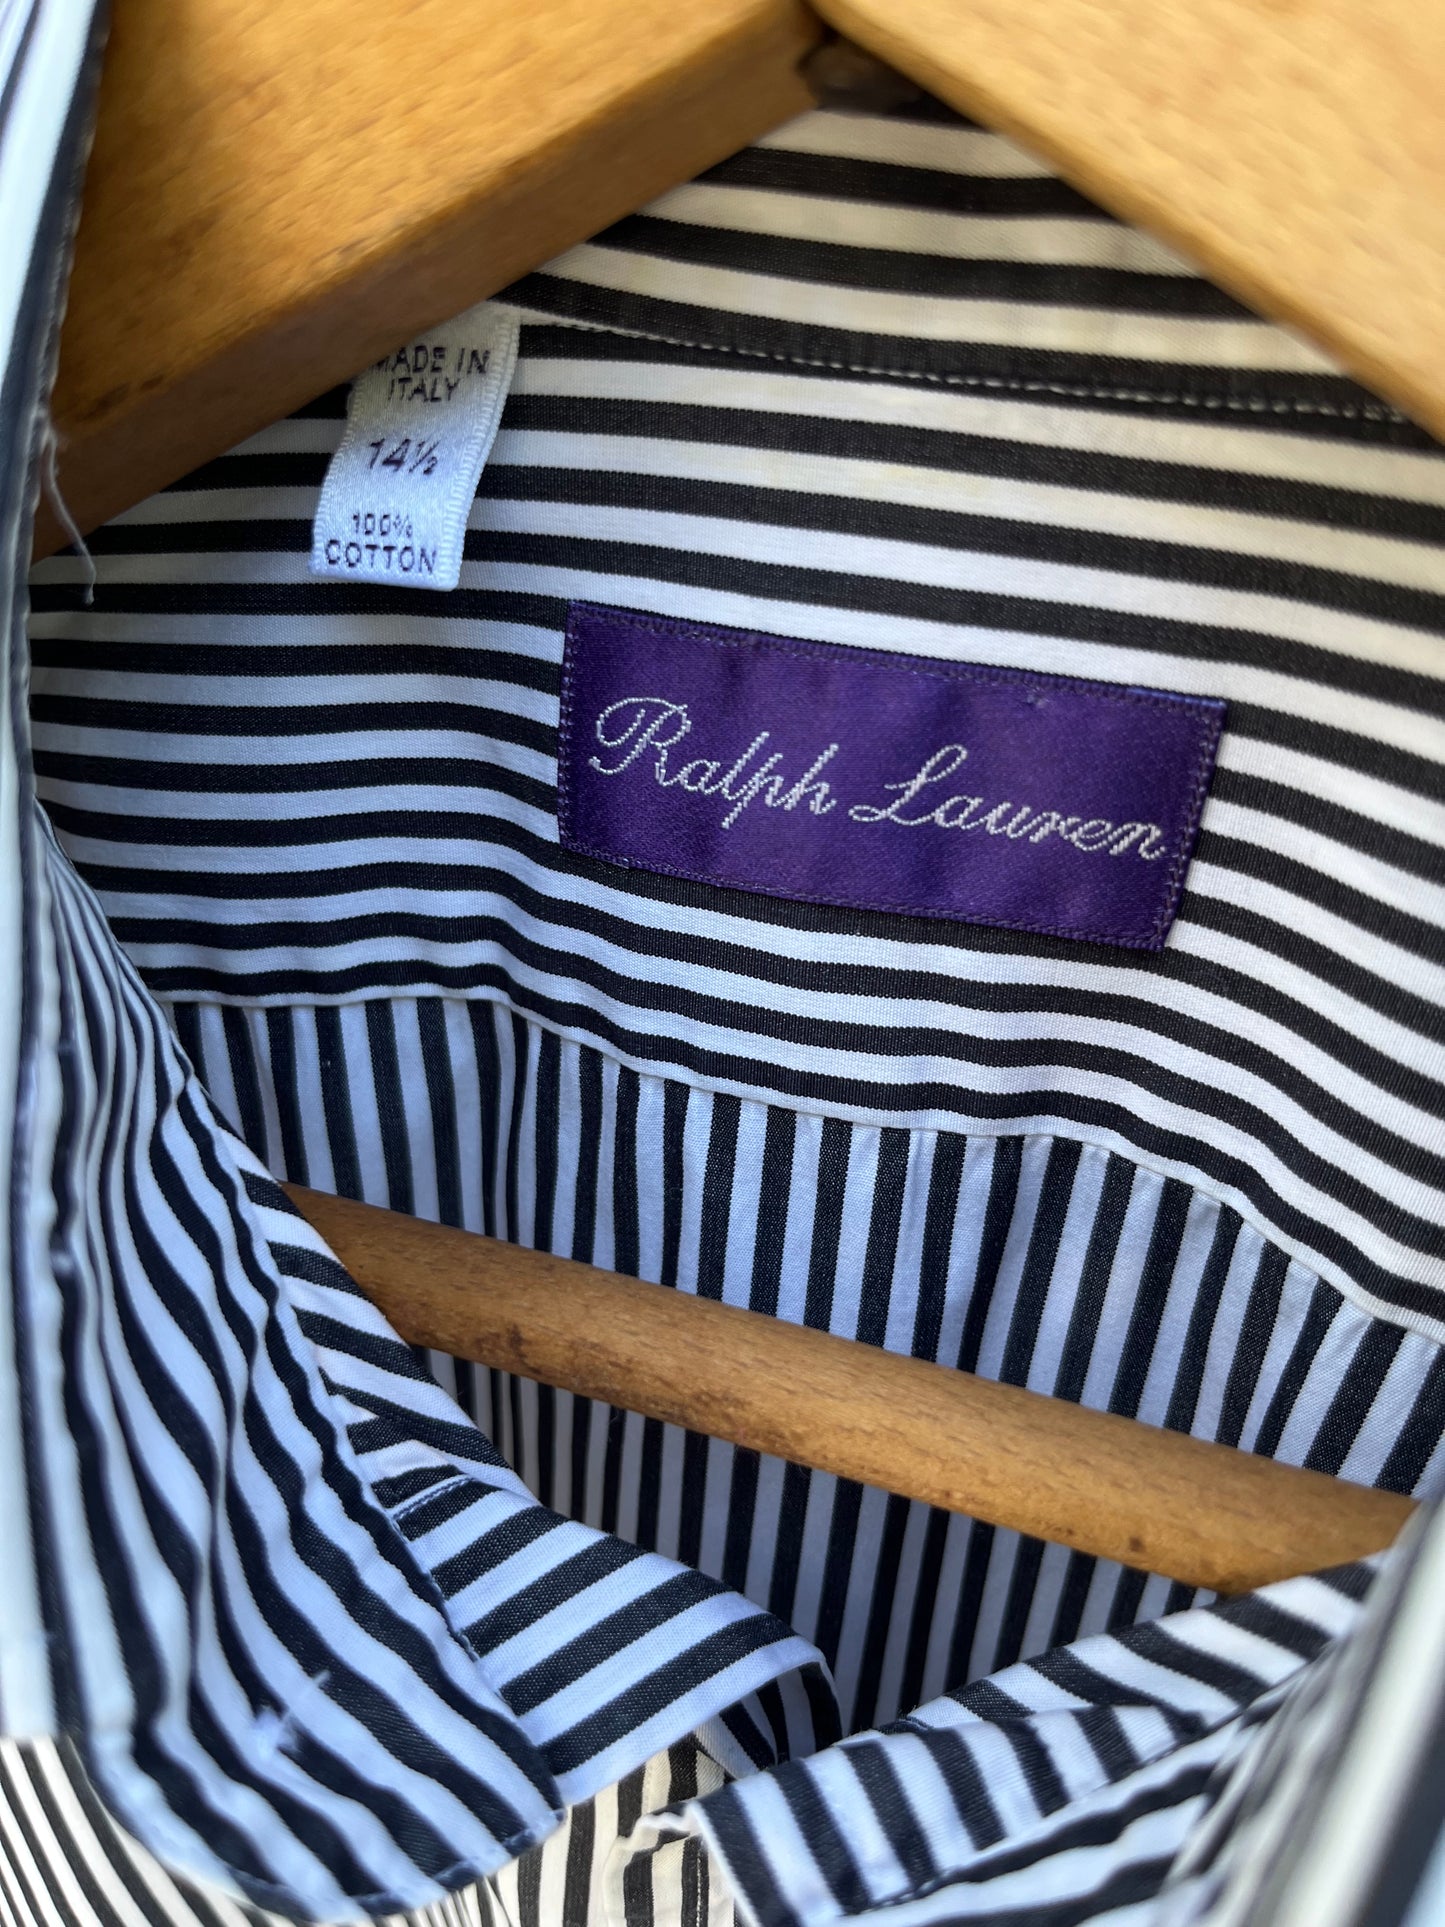 MADE IN
ITALY
14½
100%
COTTON
Ralph Lauren